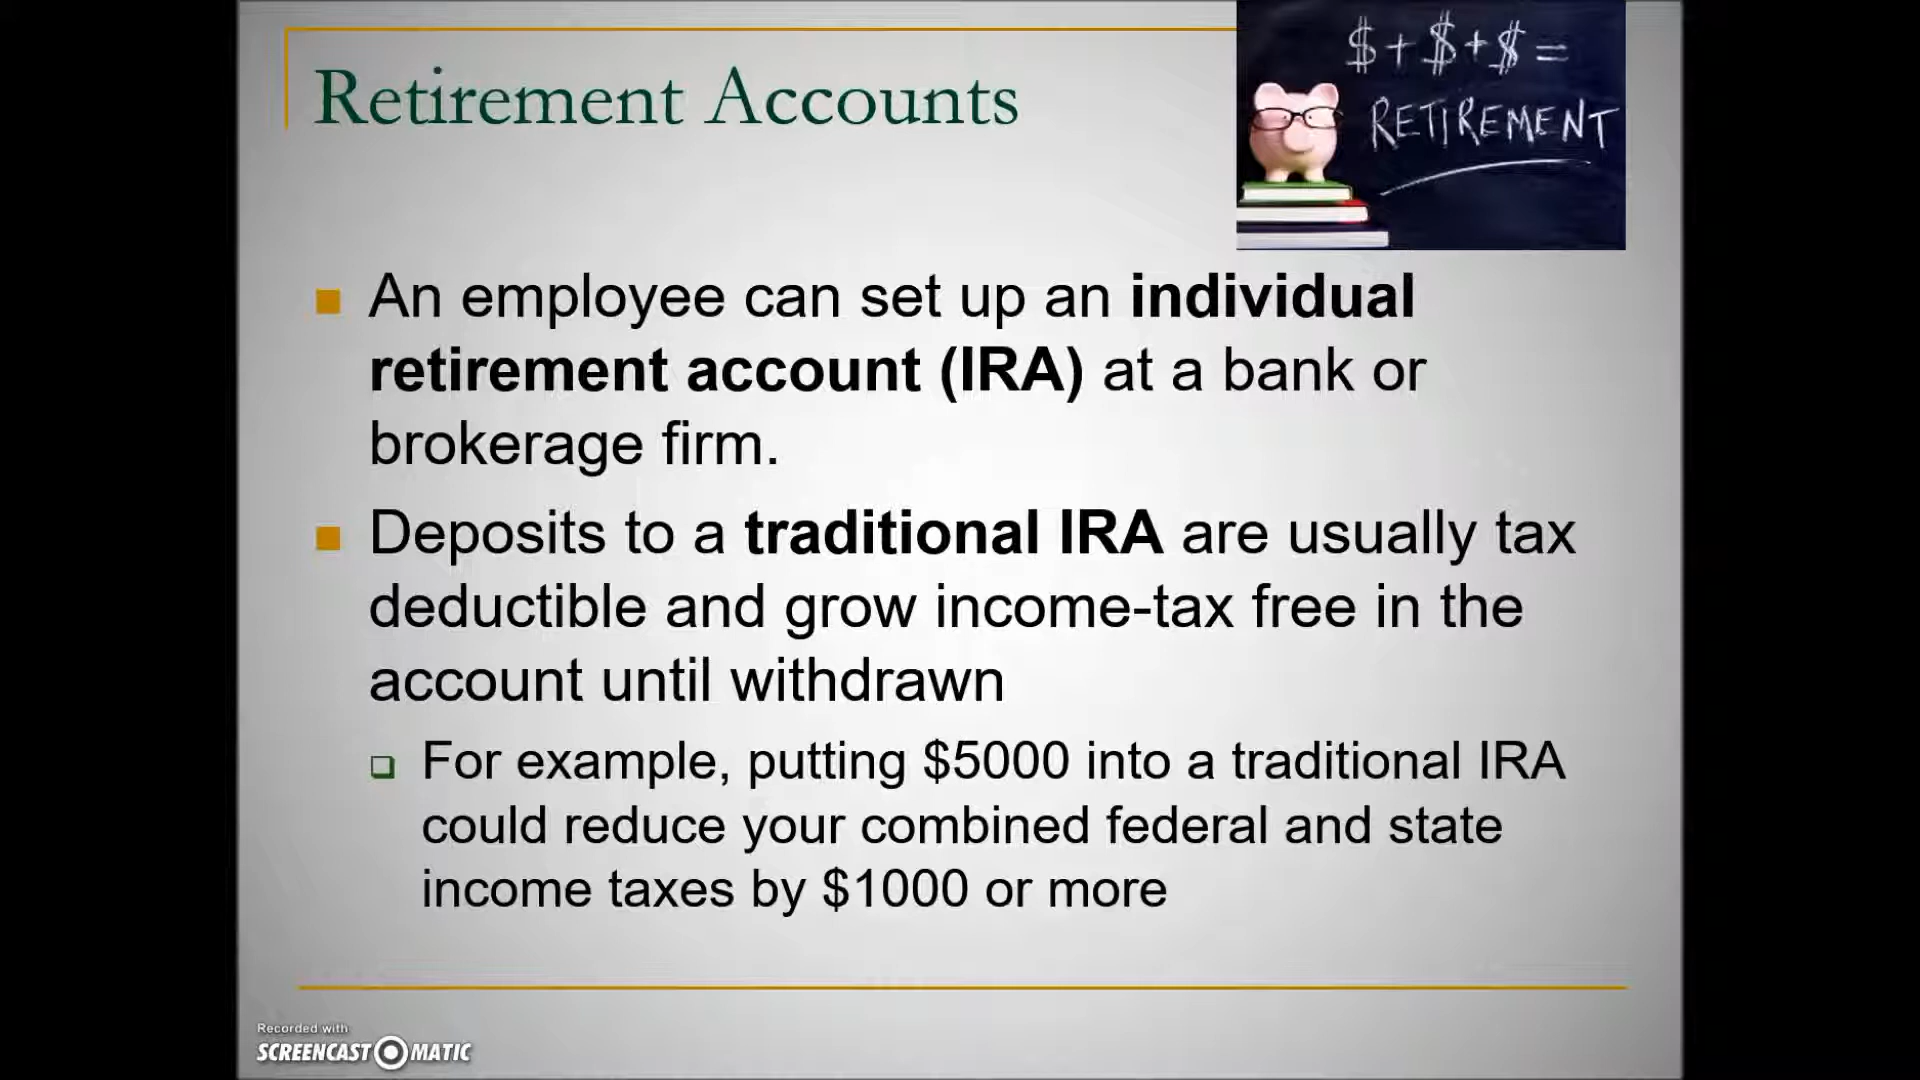 Retirement Accounts
$+$+$=
RETIREMENT
An employee can set up an individual
retirement account (IRA) at a bank or
brokerage firm.
Deposits to a traditional IRA are usually tax
deductible and grow income-tax free in the
account until withdrawn
For example, putting $5000 into a traditional IRA
could reduce your combined federal and state
income taxes by $1000 or more
Recorded with
SCREENCAST MATIC